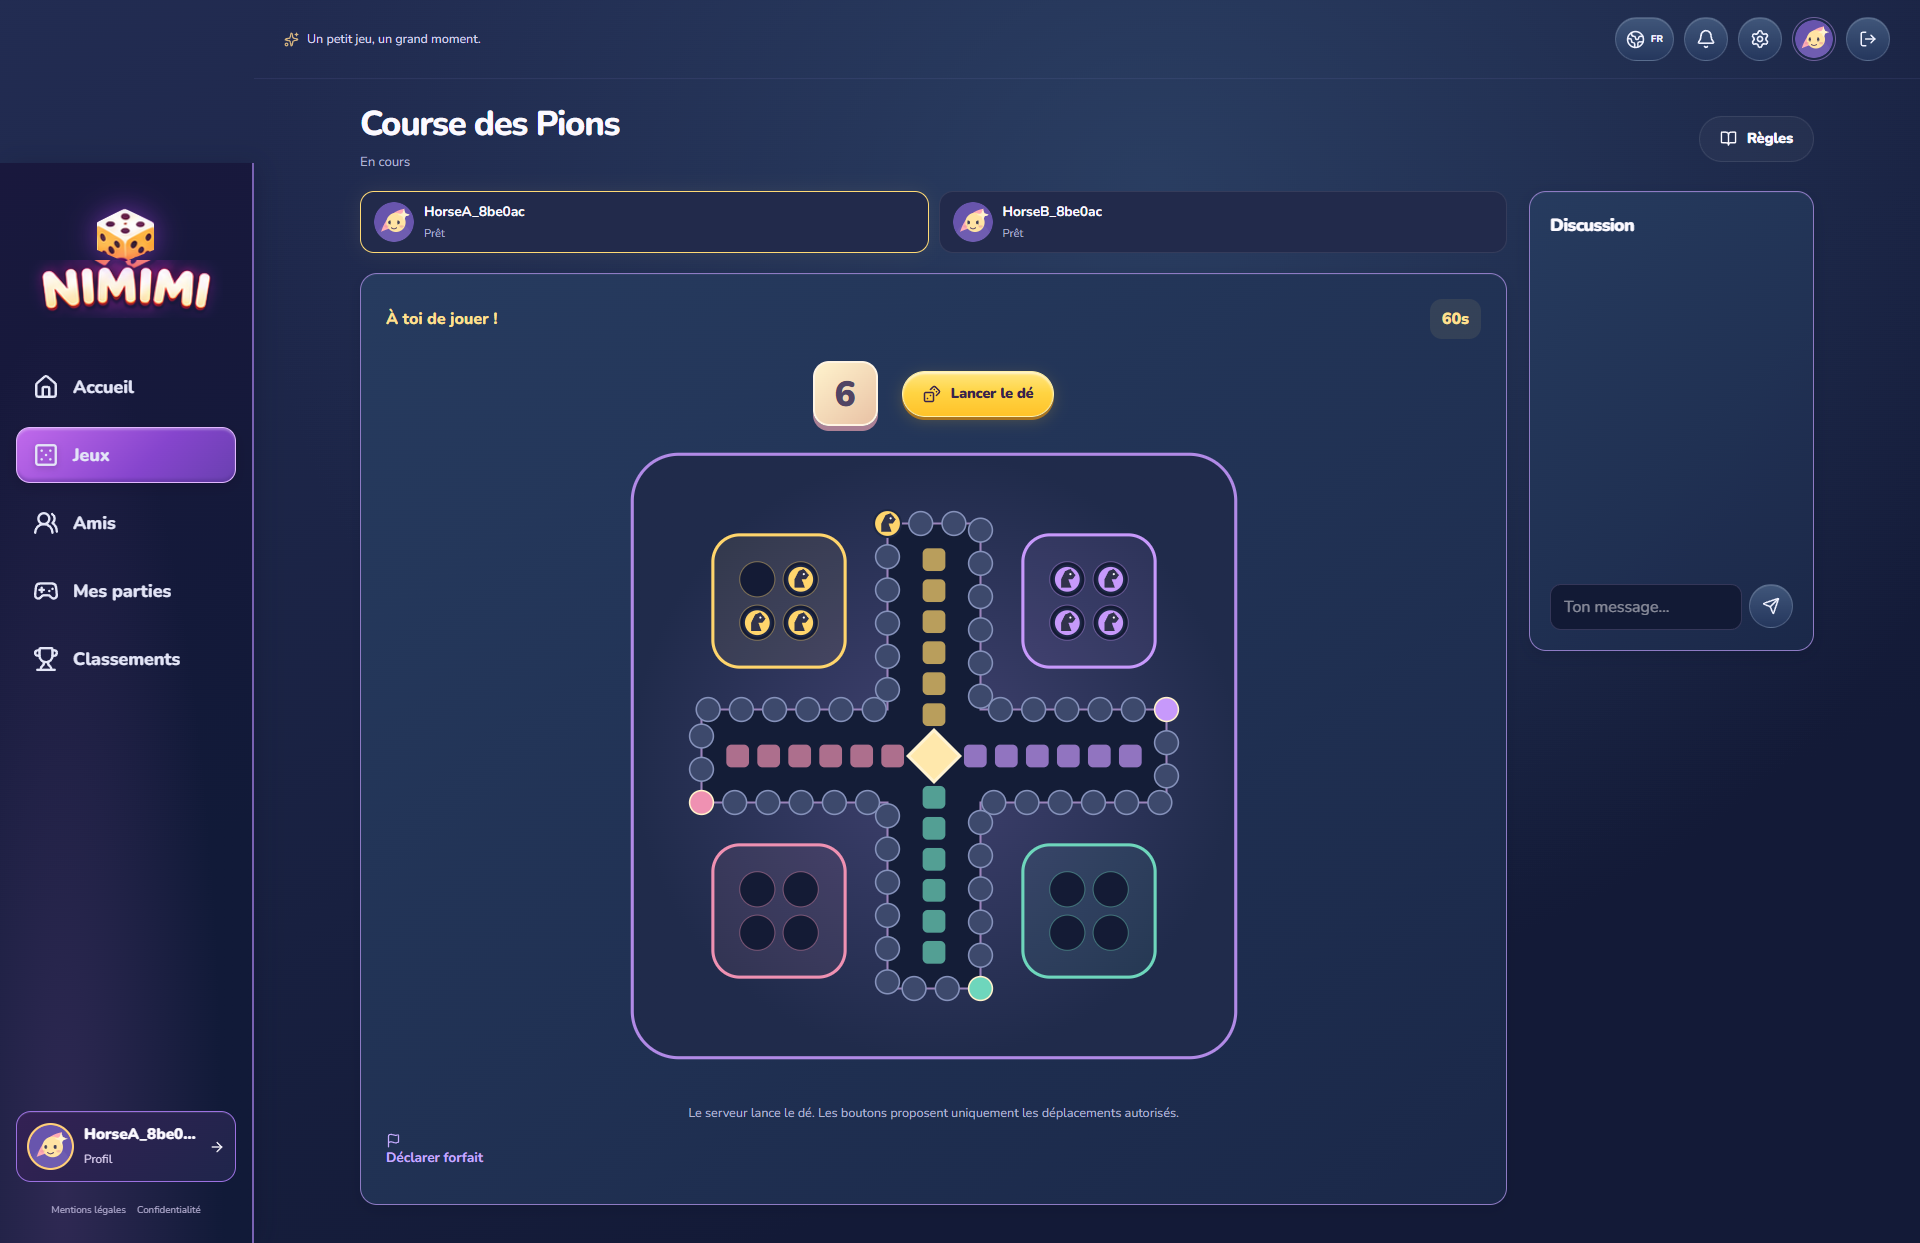 Un petit jeu, un grand moment.
FR
Course des Pions
En cours
Règles
HorseA_8be0ac
Prêt
HorseB_8be0ac
Prêt
Discussion
NIMIMI
Accueil
Jeux
Amis
Mes parties
Classements
À toi de jouer !
60s
6
Lancer le dé
Ton message...
Le serveur lance le dé. Les boutons proposent uniquement les déplacements autorisés.
Déclarer forfait
HorseA_8be0...
Profil
Mentions légales Confidentialité